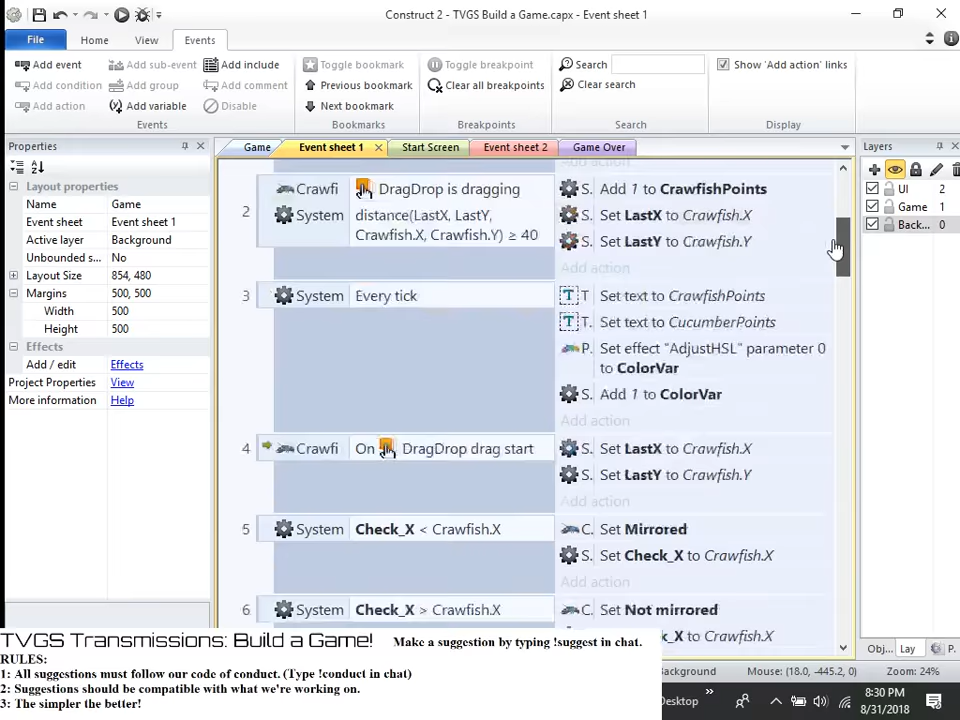 Construct 2 - TVGS Build a Game.capx - Event sheet 1
File
Home
View
Events
Add event
Add sub-event
Add include
Toggle bookmark
Toggle breakpoint
Search
Show 'Add action' links
Add condition
Add group
Add comment
Previous bookmark
Clear all breakpoints
Clear search
Add action
Add variable
Disable
Next bookmark
Events
Bookmarks
Breakpoints
Search
Display
Properties
Game
Event sheet 1
Start Screen
Event sheet 2
Game Over
Layers
Layout properties
Name Game
Event sheet Event sheet 1
Active layer Background
Unbounded s... No
Layout Size 854, 480
Margins 500, 500
Width 500
Height 500
Effects
Add / edit Effects
Project Properties View
More information Help
Add action
2 Crawfi DragDrop is dragging S. Add 1 to CrawfishPoints
System distance(LastX, LastY, S. Set LastX to Crawfish.X
Crawfish.X, Crawfish.Y) ≥ 40 S. Set LastY to Crawfish.Y
Add action
3 System Every tick T Set text to CrawfishPoints
T. Set text to CucumberPoints
P. Set effect "AdjustHSL" parameter 0
to ColorVar
S. Add 1 to ColorVar
Add action
4 Crawfi On DragDrop drag start S. Set LastX to Crawfish.X
S. Set LastY to Crawfish.Y
Add action
5 System Check_X < Crawfish.X C. Set Mirrored
S. Set Check_X to Crawfish.X
Add action
6 System Check_X > Crawfish.X C. Set Not mirrored
k_X to Crawfish.X
UI 2
Game 1
Back... 0
Obj... Lay P.
ackground Mouse: (18.0, -445.2, 0) Zoom: 24%
TVGS Transmissions: Build a Game! Make a suggestion by typing !suggest in chat.
RULES:
1: All suggestions must follow our code of conduct. (Type !conduct in chat)
2: Suggestions should be compatible with what we're working on.
3: The simpler the better!
Desktop
8:30 PM
8/31/2018